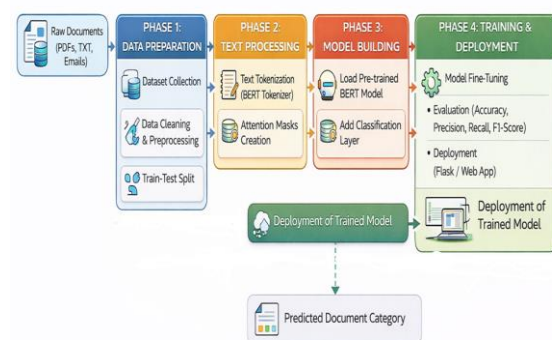 Raw Documents
(PDFs, TXT,
Emails)
PHASE 1:
DATA PREPARATION
Dataset Collection
Data Cleaning
& Preprocessing
Train-Test Split
PHASE 2:
TEXT PROCESSING
Text Tokenization
(BERT Tokenizer)
Attention Masks
Creation
PHASE 3:
MODEL BUILDING
Load Pre-trained
BERT Model
Add Classification
Layer
PHASE 4: TRAINING &
DEPLOYMENT
Model Fine-Tuning
• Evaluation (Accuracy,
Precision, Recall, F1-Score)
• Deployment
(Flask / Web App)
Deployment of
Trained Model
Deployment of Trained Model
Predicted Document Category